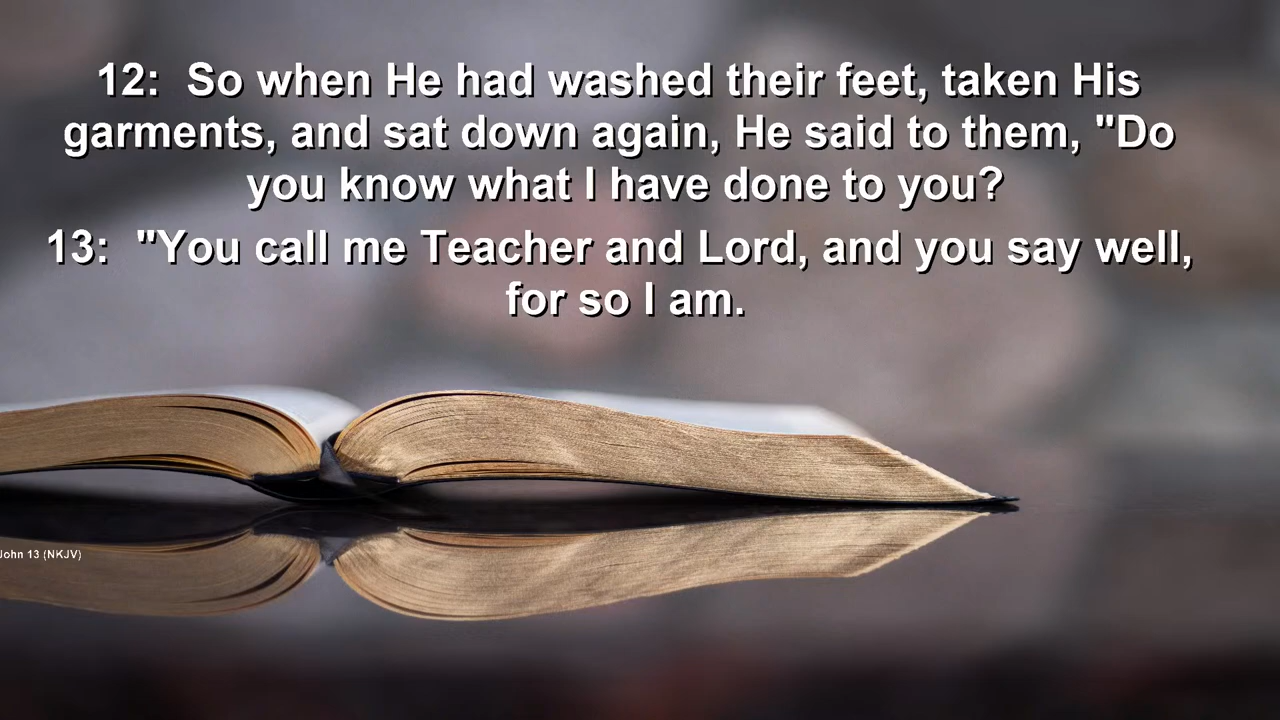 12:  So when He had washed their feet, taken His
garments, and sat down again, He said to them, "Do
you know what I have done to you?
13:  "You call me Teacher and Lord, and you say well,
for so I am.
John 13 (NKJV)